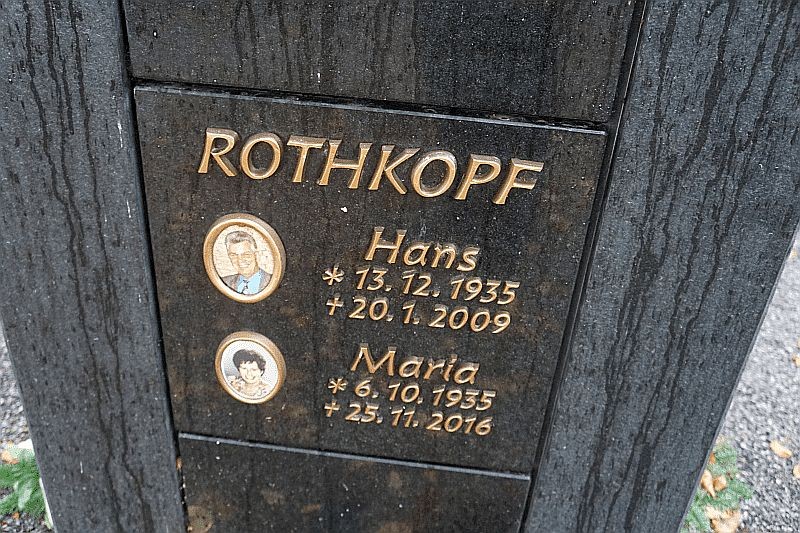 ROTHKOPF
Hans
* 13. 12. 1935
† 20. 1. 2009
Maria
* 6. 10. 1935
† 25. 11. 2016